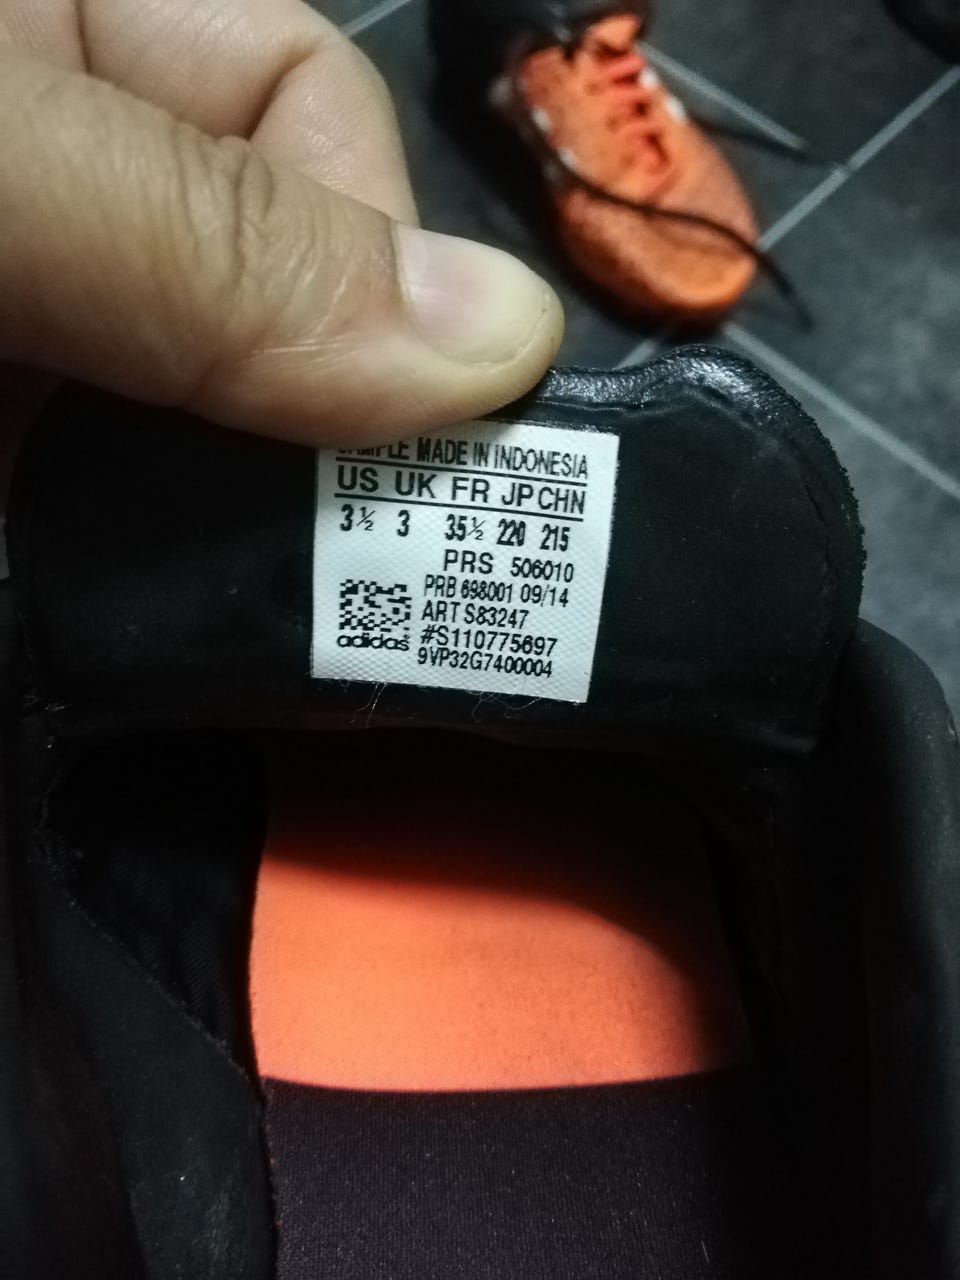 SAMPLE MADE IN INDONESIA
US UK FR JP CHN
3½ 3 35½ 220 215
PRS 506010
PRB 698001 09/14
ART S83247
#S110775697
adidas
9VP32G7400004